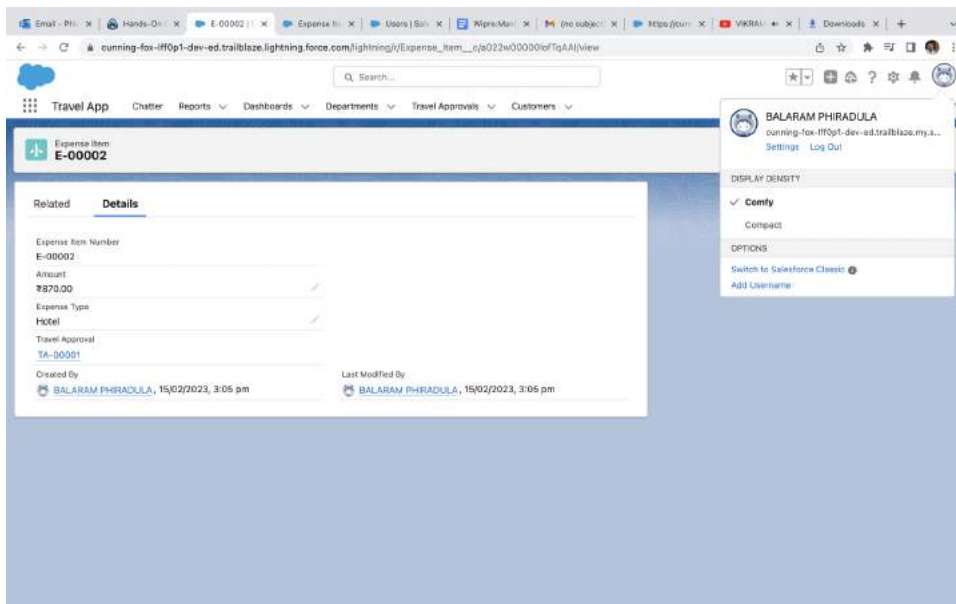 Email - Phi
Hands-On
E-00002 |
Expense Ite
Users | Sal
Wipro:Mari
(no subject
https://curr
VIKRAI
Downloads
cunning-fox-lff0p1-dev-ed.trailblaze.lightning.force.com/lightning/r/Expense_Item__c/a022w00000IofTqAAI/view
Search...
Travel App Chatter Reports Dashboards Departments Travel Approvals Customers
Expense Item
E-00002
BALARAM PHIRADULA
cunning-fox-lff0p1-dev-ed.trailblaze.my.s...
Settings Log Out
DISPLAY DENSITY
Comfy
Compact
OPTIONS
Switch to Salesforce Classic
Add Username
Related Details
Expense Item Number
E-00002
Amount
₹870.00
Expense Type
Hotel
Travel Approval
TA-00001
Created By
BALARAM PHIRADULA, 15/02/2023, 3:05 pm
Last Modified By
BALARAM PHIRADULA, 15/02/2023, 3:05 pm